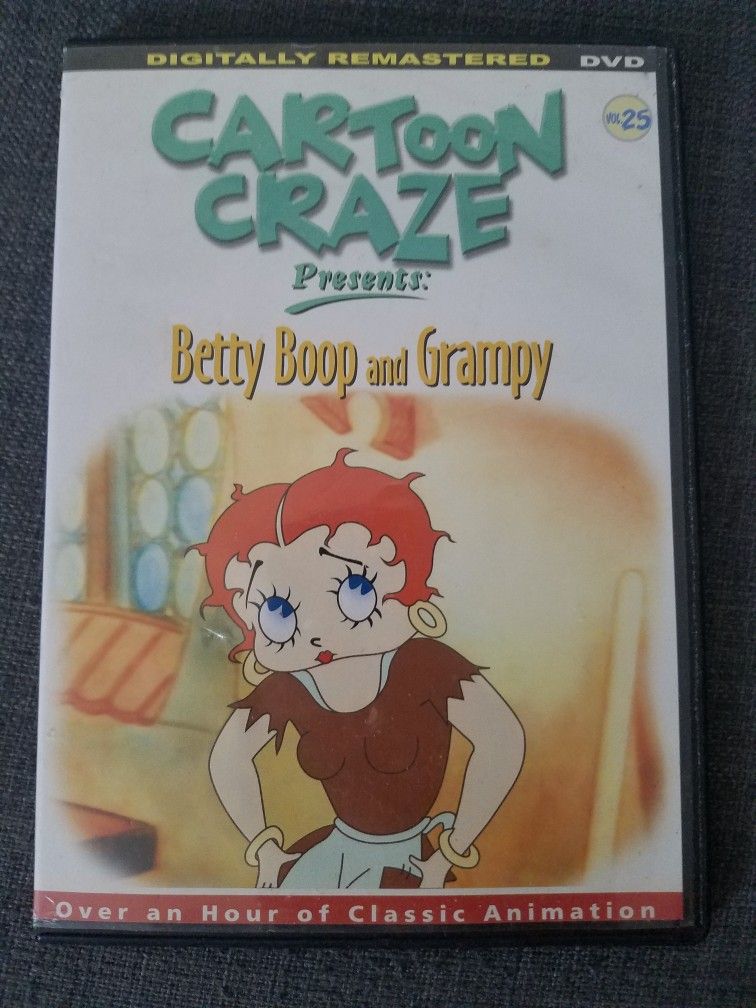 DIGITALLY REMASTERED DVD
CARTOON
VOL. 25
CRAZE
Presents:
Betty Boop and Grampy
Over an Hour of Classic Animation